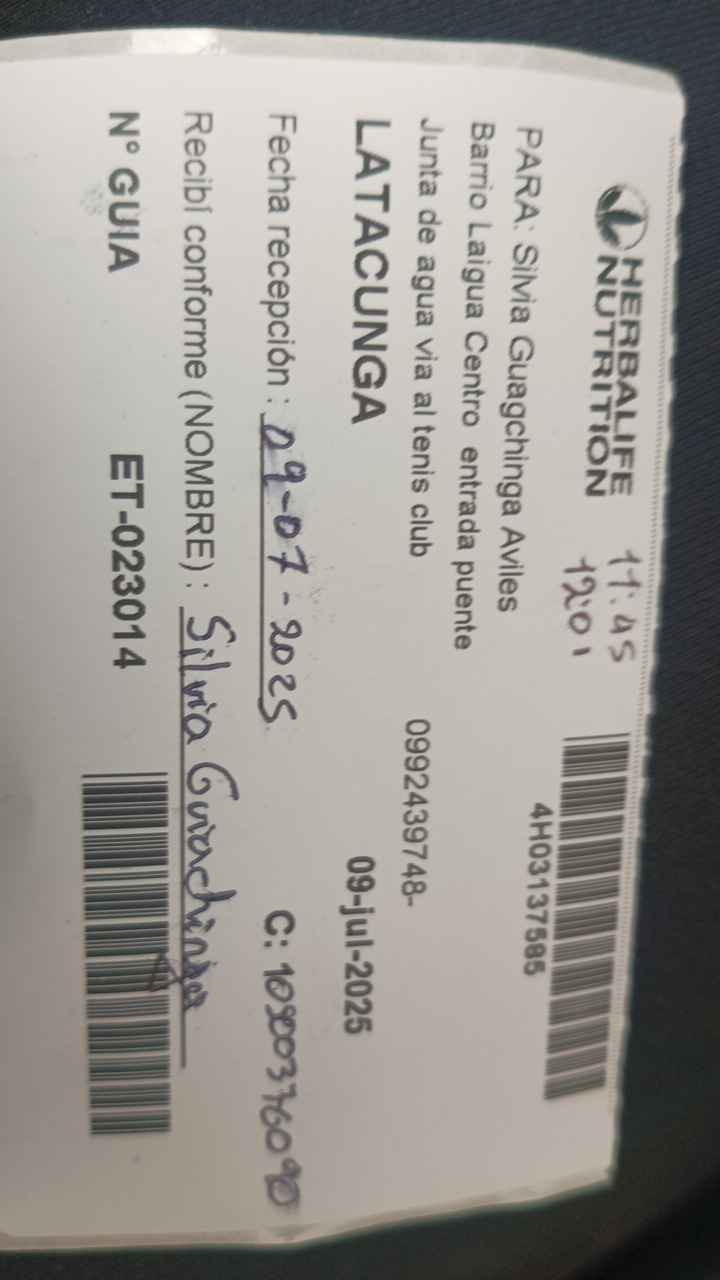 HERBALIFE
NUTRITION
11:45
12:01
4H03137585
PARA: Silvia Guagchinga Aviles
Barrio Laigua Centro entrada puente
Junta de agua via al tenis club 0992439748-
LATACUNGA 09-jul-2025
Fecha recepción : 09-07-2025 C:
Recibí conforme (NOMBRE) : Silvia Guiachinga
N° GUIA ET-023014